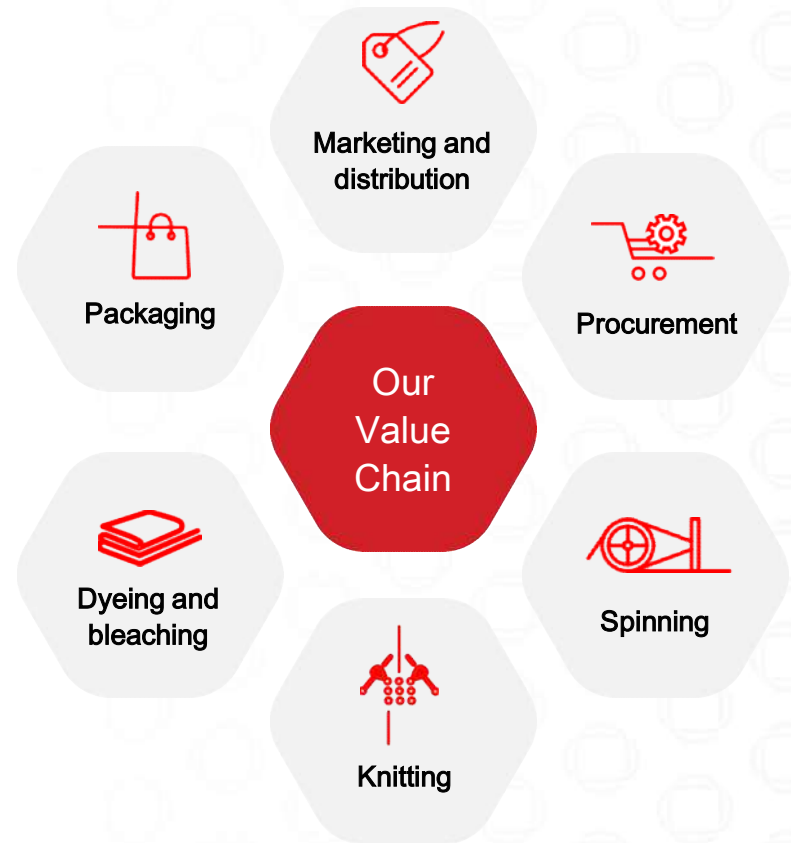 Marketing and
distribution
Packaging
Procurement
Our
Value
Chain
Dyeing and
bleaching
Spinning
Knitting